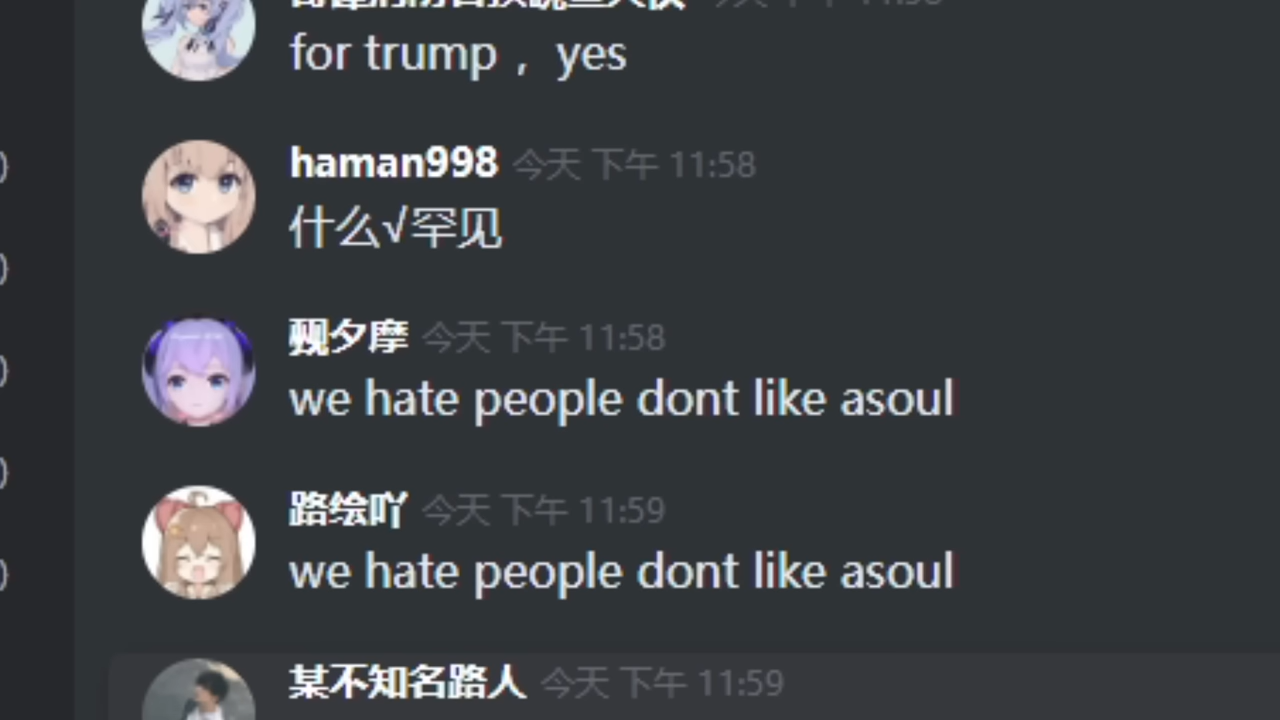 for trump，yes
haman998 今天 下午 11:58
什么√罕见
觋夕摩 今天 下午 11:58
we hate people dont like asoul
路绘吖 今天 下午 11:59
we hate people dont like asoul
某不知名路人 今天 下午 11:59